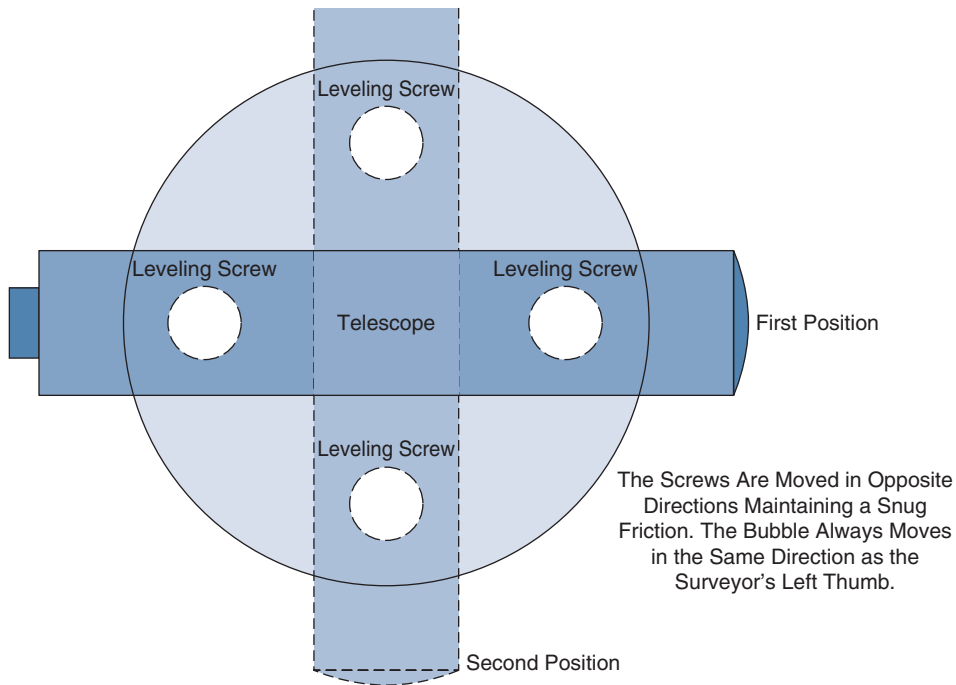 Leveling Screw
Leveling Screw
Leveling Screw
Telescope
First Position
Leveling Screw
The Screws Are Moved in Opposite
Directions Maintaining a Snug
Friction. The Bubble Always Moves
in the Same Direction as the
Surveyor's Left Thumb.
Second Position